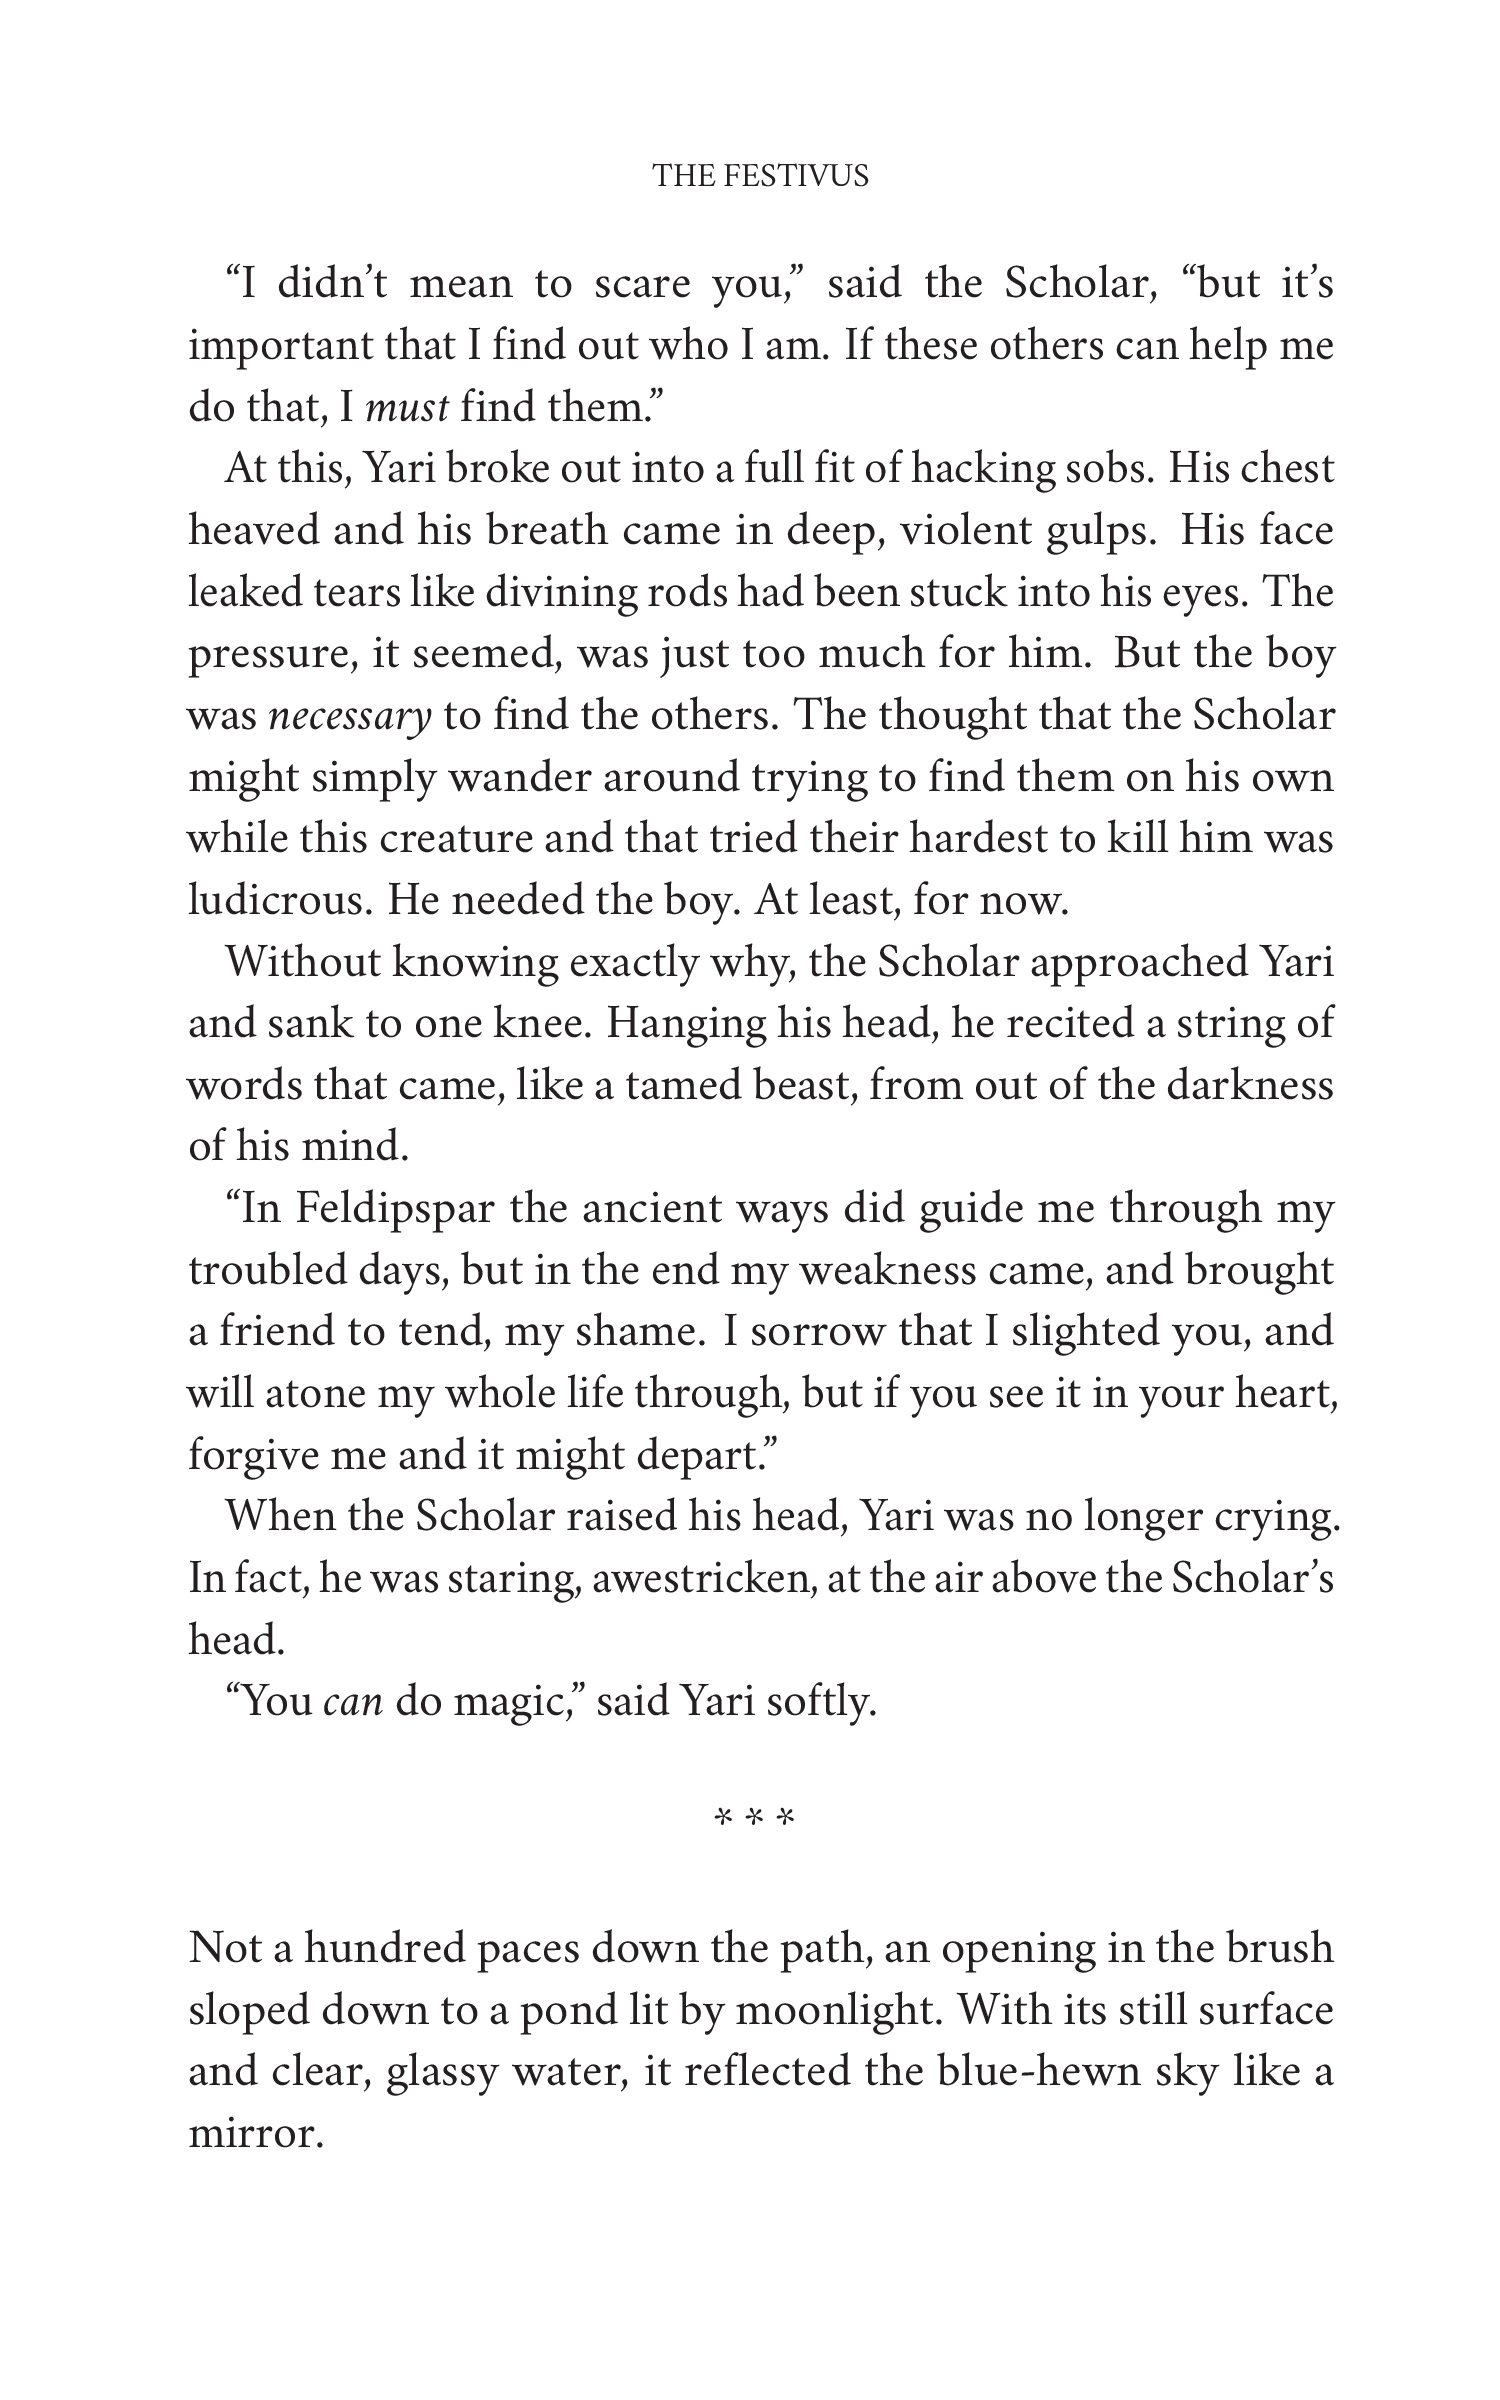 THE FESTIVUS
“I didn’t mean to scare you,” said the Scholar, “but it’s
important that I find out who I am. If these others can help me
do that, I must find them.”
At this, Yari broke out into a full fit of hacking sobs. His chest
heaved and his breath came in deep, violent gulps. His face
leaked tears like divining rods had been stuck into his eyes. The
pressure, it seemed, was just too much for him. But the boy
was necessary to find the others. The thought that the Scholar
might simply wander around trying to find them on his own
while this creature and that tried their hardest to kill him was
ludicrous. He needed the boy. At least, for now.
Without knowing exactly why, the Scholar approached Yari
and sank to one knee. Hanging his head, he recited a string of
words that came, like a tamed beast, from out of the darkness
of his mind.
“In Feldipspar the ancient ways did guide me through my
troubled days, but in the end my weakness came, and brought
a friend to tend, my shame. I sorrow that I slighted you, and
will atone my whole life through, but if you see it in your heart,
forgive me and it might depart.”
When the Scholar raised his head, Yari was no longer crying.
In fact, he was staring, awestricken, at the air above the Scholar’s
head.
“You can do magic,” said Yari softly.
* * *
Not a hundred paces down the path, an opening in the brush
sloped down to a pond lit by moonlight. With its still surface
and clear, glassy water, it reflected the blue-hewn sky like a
mirror.